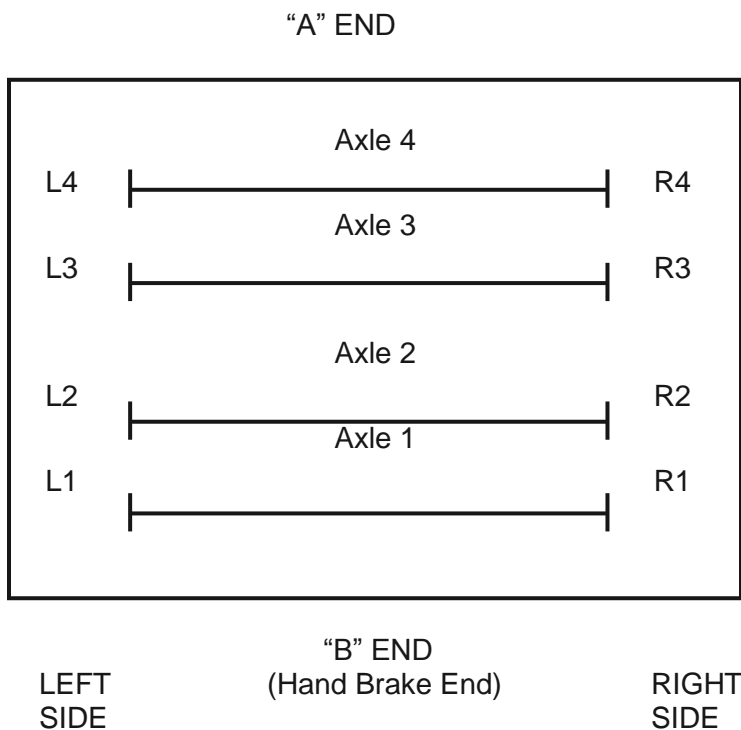 “A” END
Axle 4
L4 R4
Axle 3
L3 R3
Axle 2
L2 R2
Axle 1
L1 R1
“B” END
LEFT (Hand Brake End) RIGHT
SIDE SIDE